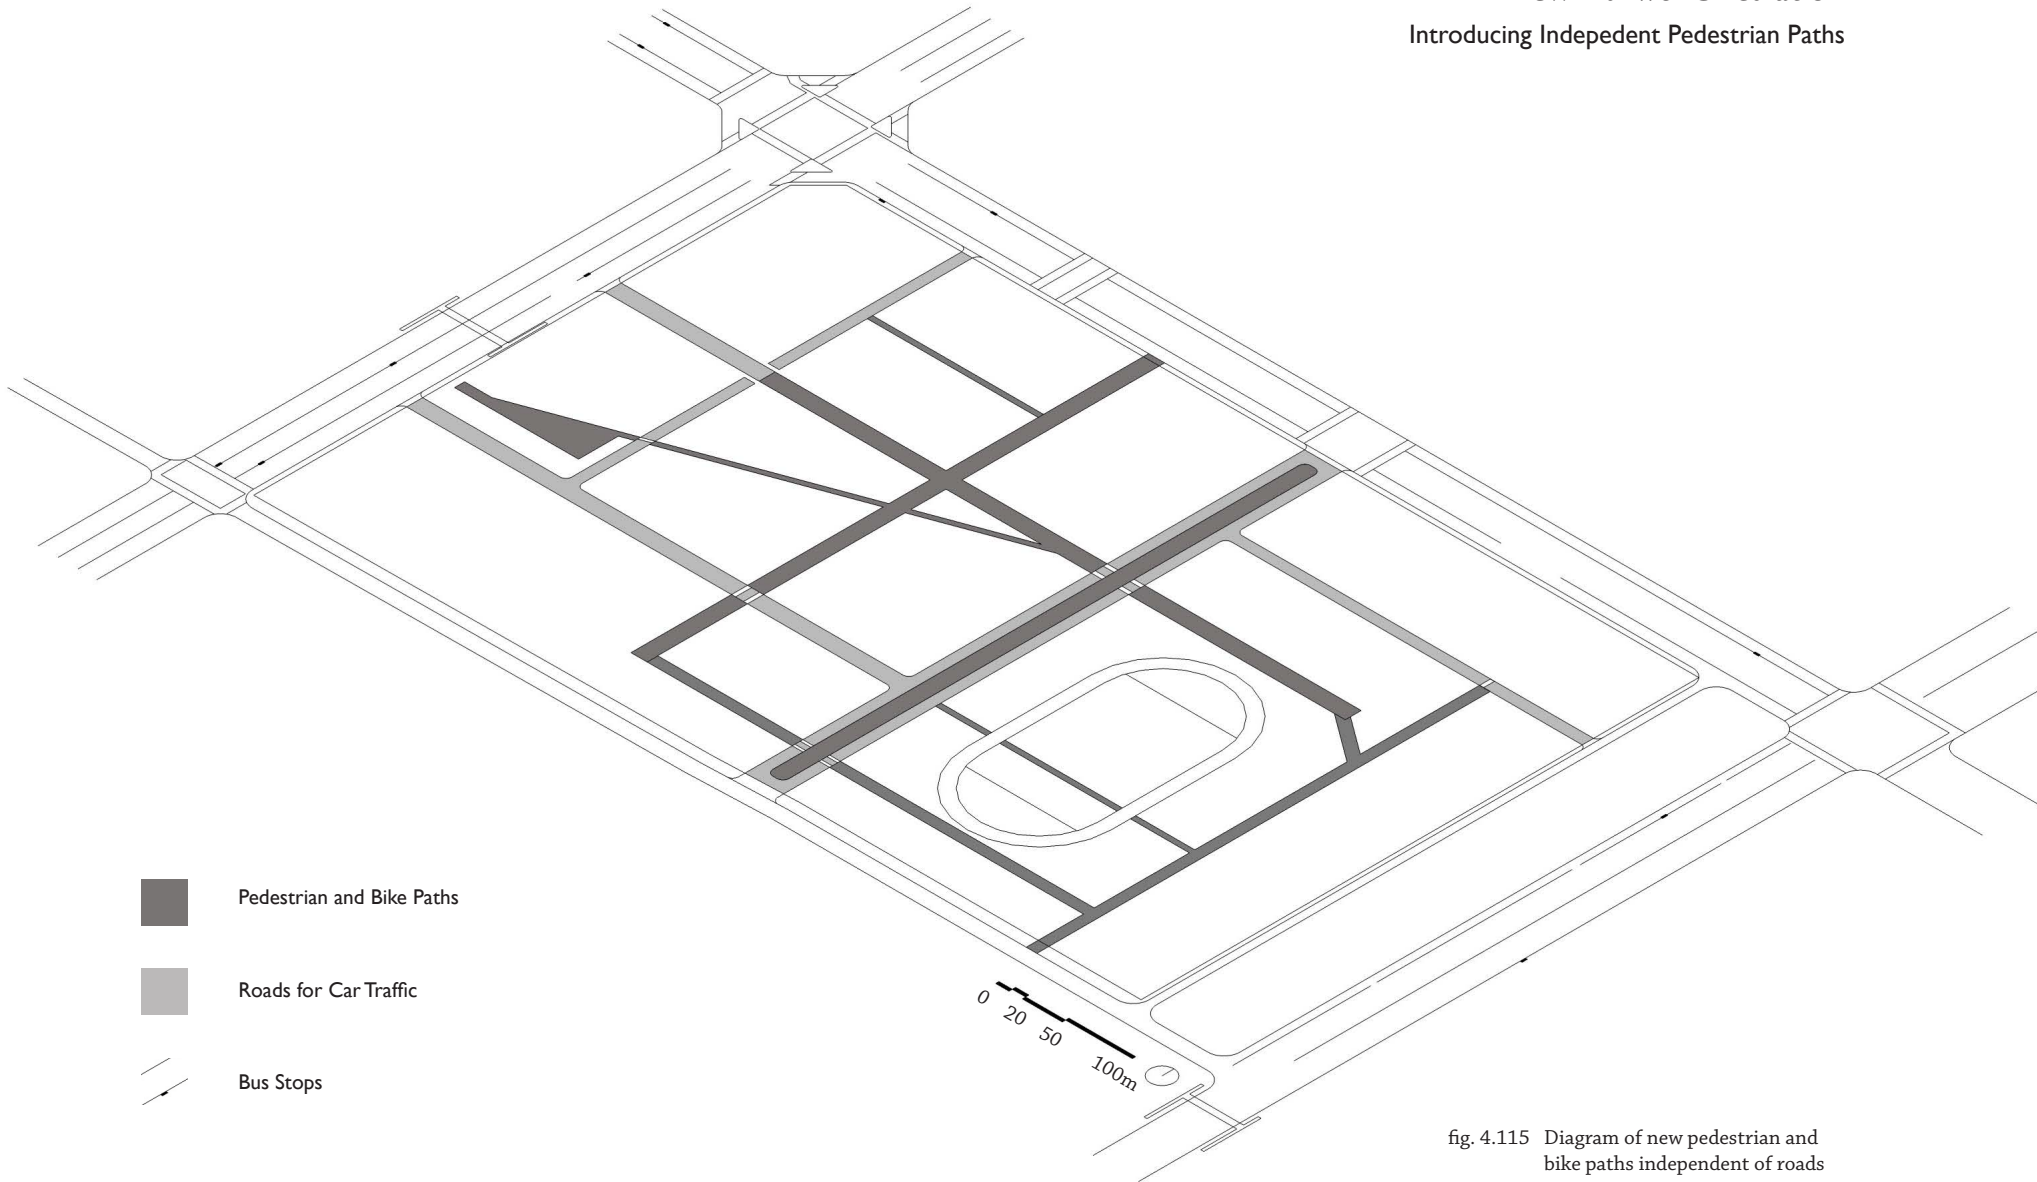 Introducing Indepedent Pedestrian Paths
Pedestrian and Bike Paths
Roads for Car Traffic
Bus Stops
0
20
50
100m
fig. 4.115 Diagram of new pedestrian and
bike paths independent of roads